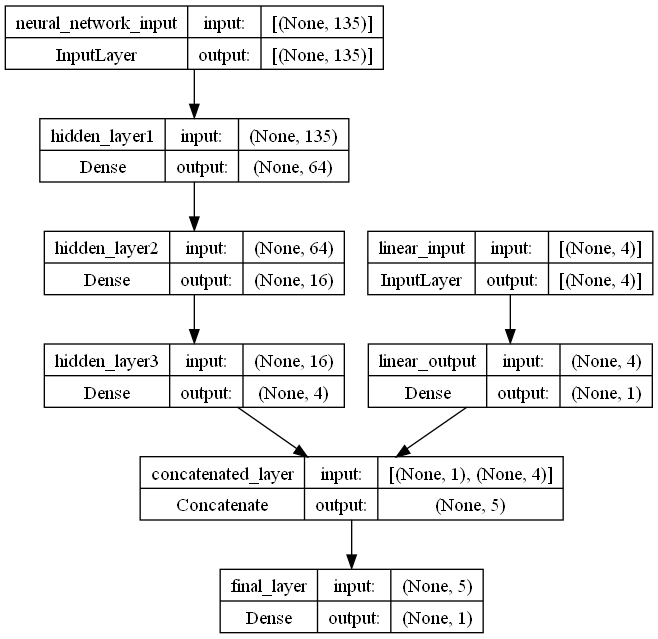 neural_network_input input: [(None, 135)]
InputLayer output: [(None, 135)]
hidden_layer1 input: (None, 135)
Dense output: (None, 64)
hidden_layer2 input: (None, 64)
Dense output: (None, 16)
linear_input input: [(None, 4)]
InputLayer output: [(None, 4)]
hidden_layer3 input: (None, 16)
Dense output: (None, 4)
linear_output input: (None, 4)
Dense output: (None, 1)
concatenated_layer input: [(None, 1), (None, 4)]
Concatenate output: (None, 5)
final_layer input: (None, 5)
Dense output: (None, 1)